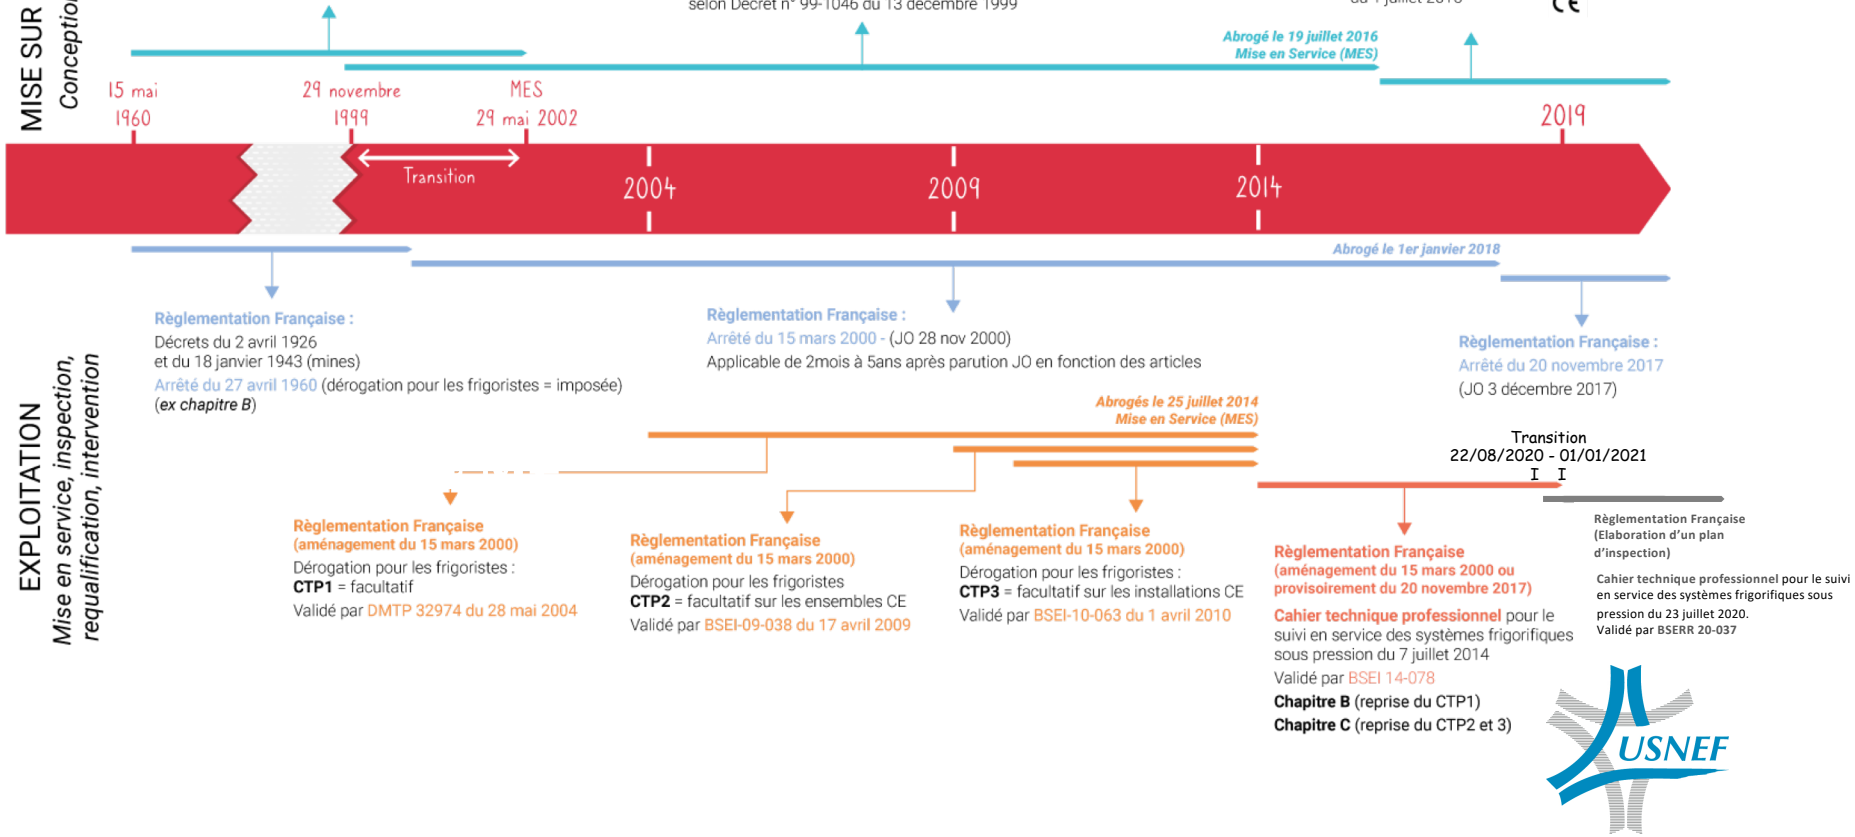 MISE SUR
Conception
selon Décret n° 99-1046 du 13 décembre 1999
CE
Abrogé le 19 juillet 2016
Mise en Service (MES)
15 mai
1960
29 novembre
1999
MES
29 mai 2002
2019
Transition
2004
2009
2014
Abrogé le 1er janvier 2018
EXPLOITATION
Mise en service, inspection,
requalification, intervention
Règlementation Française :
Décrets du 2 avril 1926
et du 18 janvier 1943 (mines)
Arrêté du 27 avril 1960 (dérogation pour les frigoristes = imposée)
(ex chapitre B)
Règlementation Française :
Arrêté du 15 mars 2000 - (JO 28 nov 2000)
Applicable de 2mois à 5ans après parution JO en fonction des articles
Règlementation Française :
Arrêté du 20 novembre 2017
(JO 3 décembre 2017)
Abrogés le 25 juillet 2014
Mise en Service (MES)
Transition
22/08/2020 - 01/01/2021
I I
Règlementation Française
(aménagement du 15 mars 2000)
Dérogation pour les frigoristes :
CTP1 = facultatif
Validé par DMTP 32974 du 28 mai 2004
Règlementation Française
(aménagement du 15 mars 2000)
Dérogation pour les frigoristes
CTP2 = facultatif sur les ensembles CE
Validé par BSEI-09-038 du 17 avril 2009
Règlementation Française
(aménagement du 15 mars 2000)
Dérogation pour les frigoristes :
CTP3 = facultatif sur les installations CE
Validé par BSEI-10-063 du 1 avril 2010
Règlementation Française
(aménagement du 15 mars 2000 ou
provisoirement du 20 novembre 2017)
Cahier technique professionnel pour le
suivi en service des systèmes frigorifiques
sous pression du 7 juillet 2014
Validé par BSEI 14-078
Chapitre B (reprise du CTP1)
Chapitre C (reprise du CTP2 et 3)
Règlementation Française
(Elaboration d'un plan
d'inspection)
Cahier technique professionnel pour le suivi
en service des systèmes frigorifiques sous
pression du 23 juillet 2020.
Validé par BSERR 20-037
USNEF